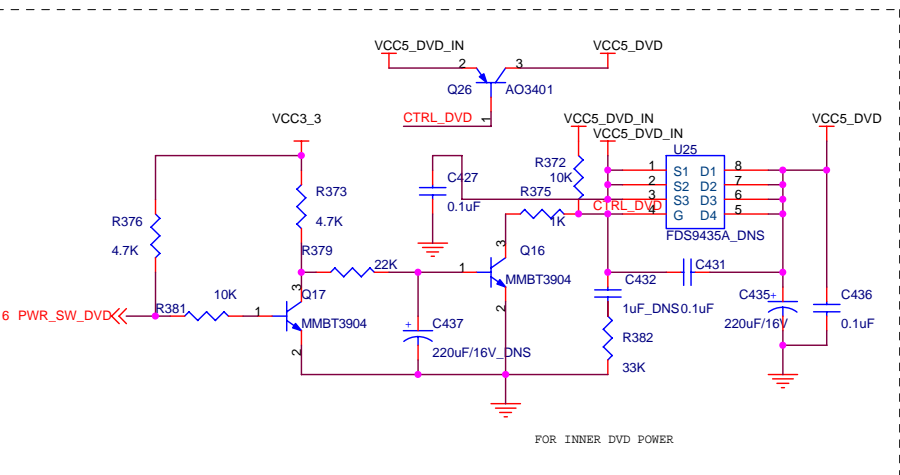 VCC5_DVD_IN
VCC5_DVD
2
3
Q26
AO3401
CTRL_DVD
1
VCC3_3
VCC5_DVD_IN
VCC5_DVD_IN
VCC5_DVD
U25
R372
10K
C427
0.1uF
R375
1K
CTRL_DVD
1
2
3
4
S1 D1
S2 D2
S3 D3
G D4
8
7
6
5
FDS9435A_DNS
R373
4.7K
R376
4.7K
R379
22K
3
1
Q16
MMBT3904
2
C431
0.1uF
C432
1uF_DNS
C435
+
220uF/16V
C436
0.1uF
6 PWR_SW_DVD
R381
10K
1
3
Q17
MMBT3904
2
+
C437
220uF/16V_DNS
R382
33K
FOR INNER DVD POWER